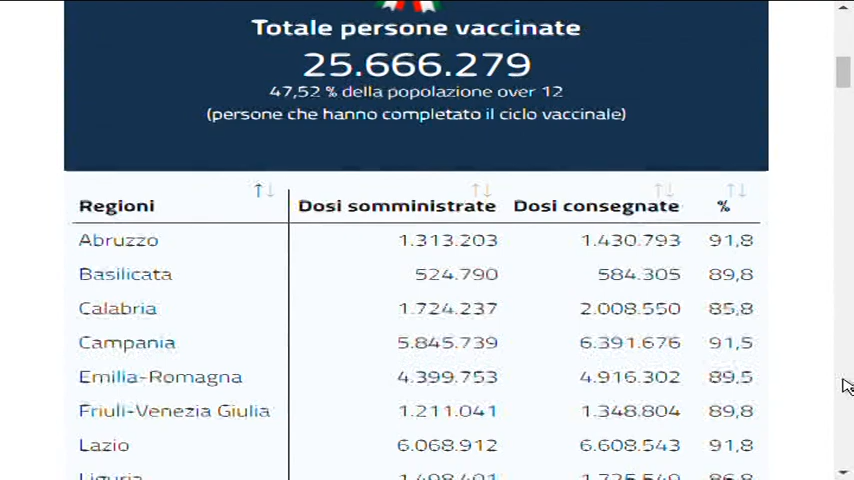 Totale persone vaccinate
25.666.279
47,52 % della popolazione over 12
(persone che hanno completato il ciclo vaccinale)
Regioni Dosi somministrate Dosi consegnate %
Abruzzo 1.313.203 1.430.793 91,8
Basilicata 524.790 584.305 89,8
Calabria 1.724.237 2.008.550 85,8
Campania 5.845.739 6.391.676 91,5
Emilia-Romagna 4.399.753 4.916.302 89,5
Friuli-Venezia Giulia 1.211.041 1.348.804 89,8
Lazio 6.068.912 6.608.543 91,8
Liguria